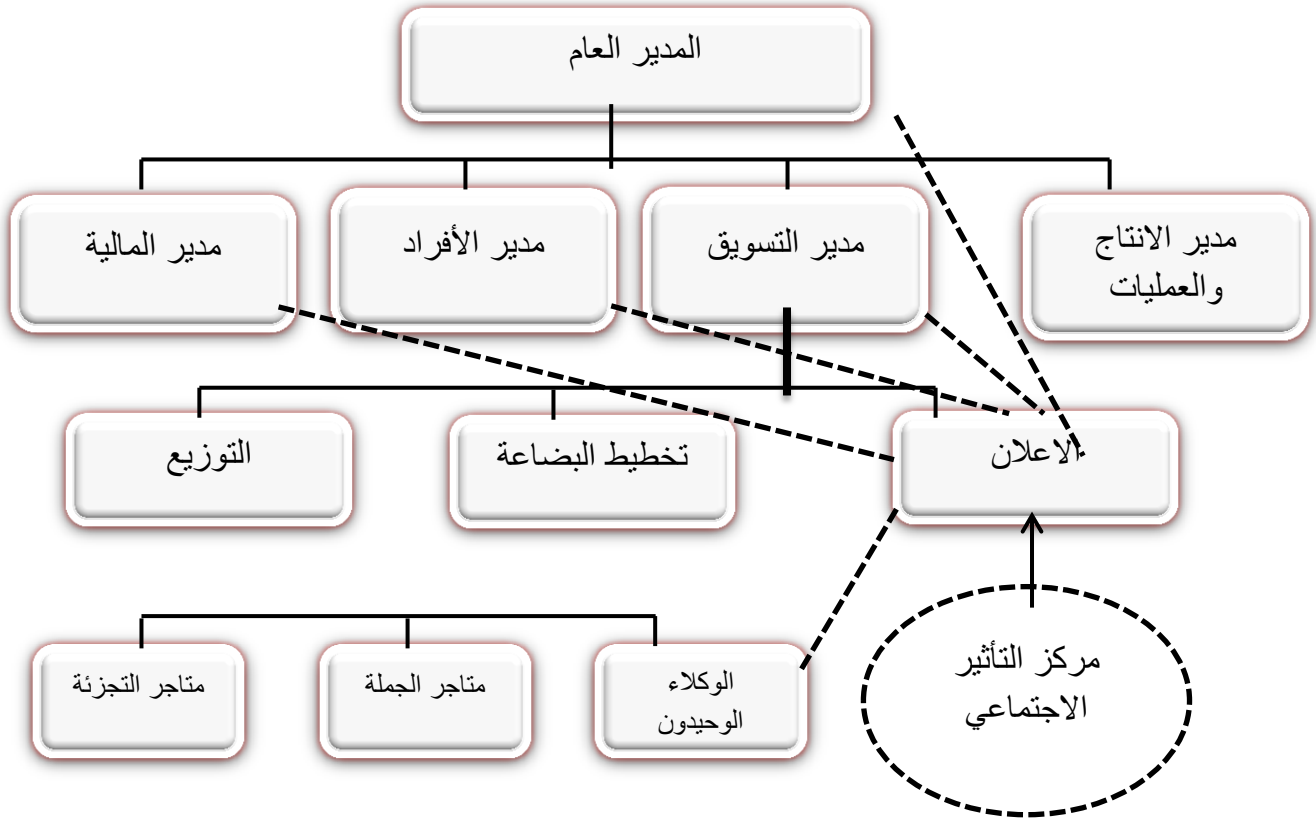 المدير العام
مدير الانتاج
والعمليات
مدير التسويق
مدير الأفراد
مدير المالية
الاعلان
تخطيط البضاعة
التوزيع
الوكلاء
الوحيدون
متاجر الجملة
متاجر التجزئة
مركز التأثير
الاجتماعي